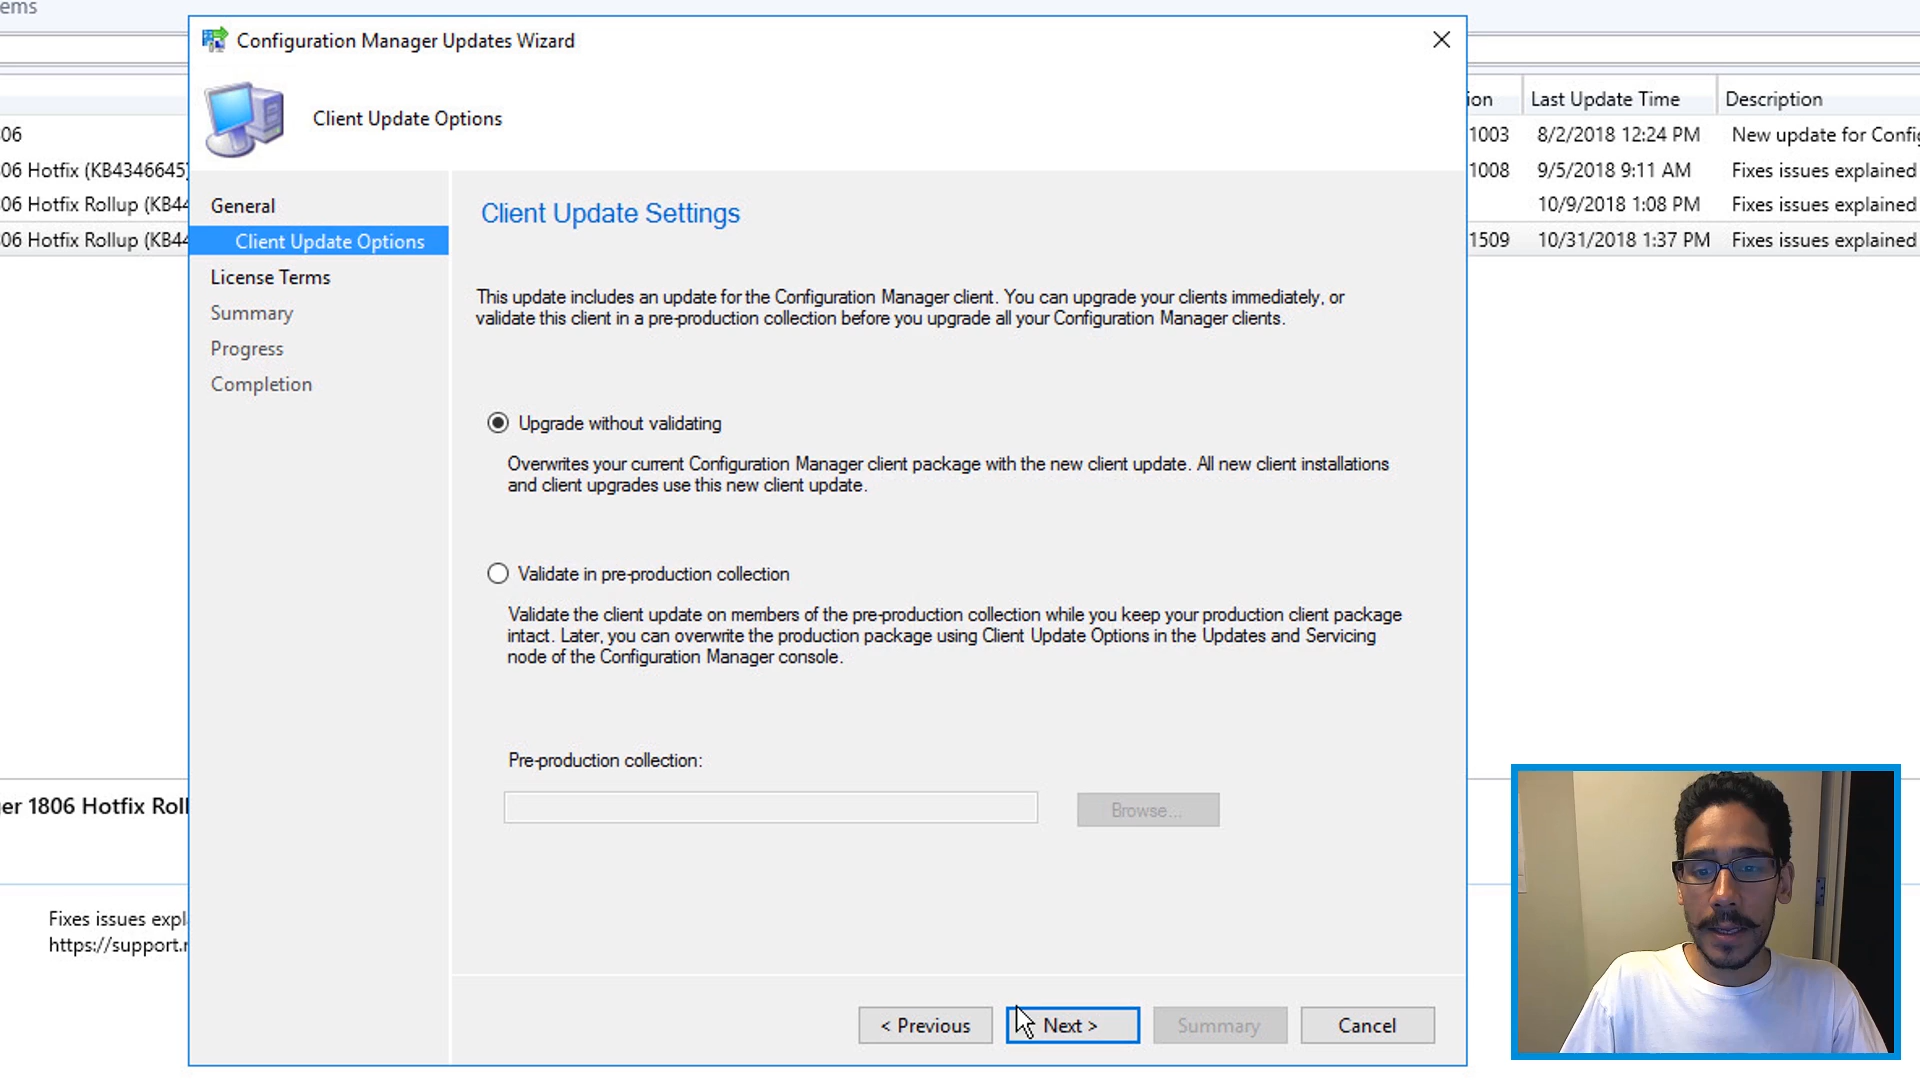 ems
Configuration Manager Updates Wizard
Client Update Options
ion
Last Update Time
Description
06
1003
8/2/2018 12:24 PM
New update for Config
06 Hotfix (KB4346645)
1008
9/5/2018 9:11 AM
Fixes issues explained
06 Hotfix Rollup (KB44
10/9/2018 1:08 PM
Fixes issues explained
06 Hotfix Rollup (KB44
1509
10/31/2018 1:37 PM
Fixes issues explained
General
Client Update Options
License Terms
Summary
Progress
Completion
Client Update Settings
This update includes an update for the Configuration Manager client. You can upgrade your clients immediately, or
validate this client in a pre-production collection before you upgrade all your Configuration Manager clients.
Upgrade without validating
Overwrites your current Configuration Manager client package with the new client update. All new client installations
and client upgrades use this new client update.
Validate in pre-production collection
Validate the client update on members of the pre-production collection while you keep your production client package
intact. Later, you can overwrite the production package using Client Update Options in the Updates and Servicing
node of the Configuration Manager console.
Pre-production collection:
Browse...
er 1806 Hotfix Roll
Fixes issues expl
https://support.
< Previous
Next >
Summary
Cancel